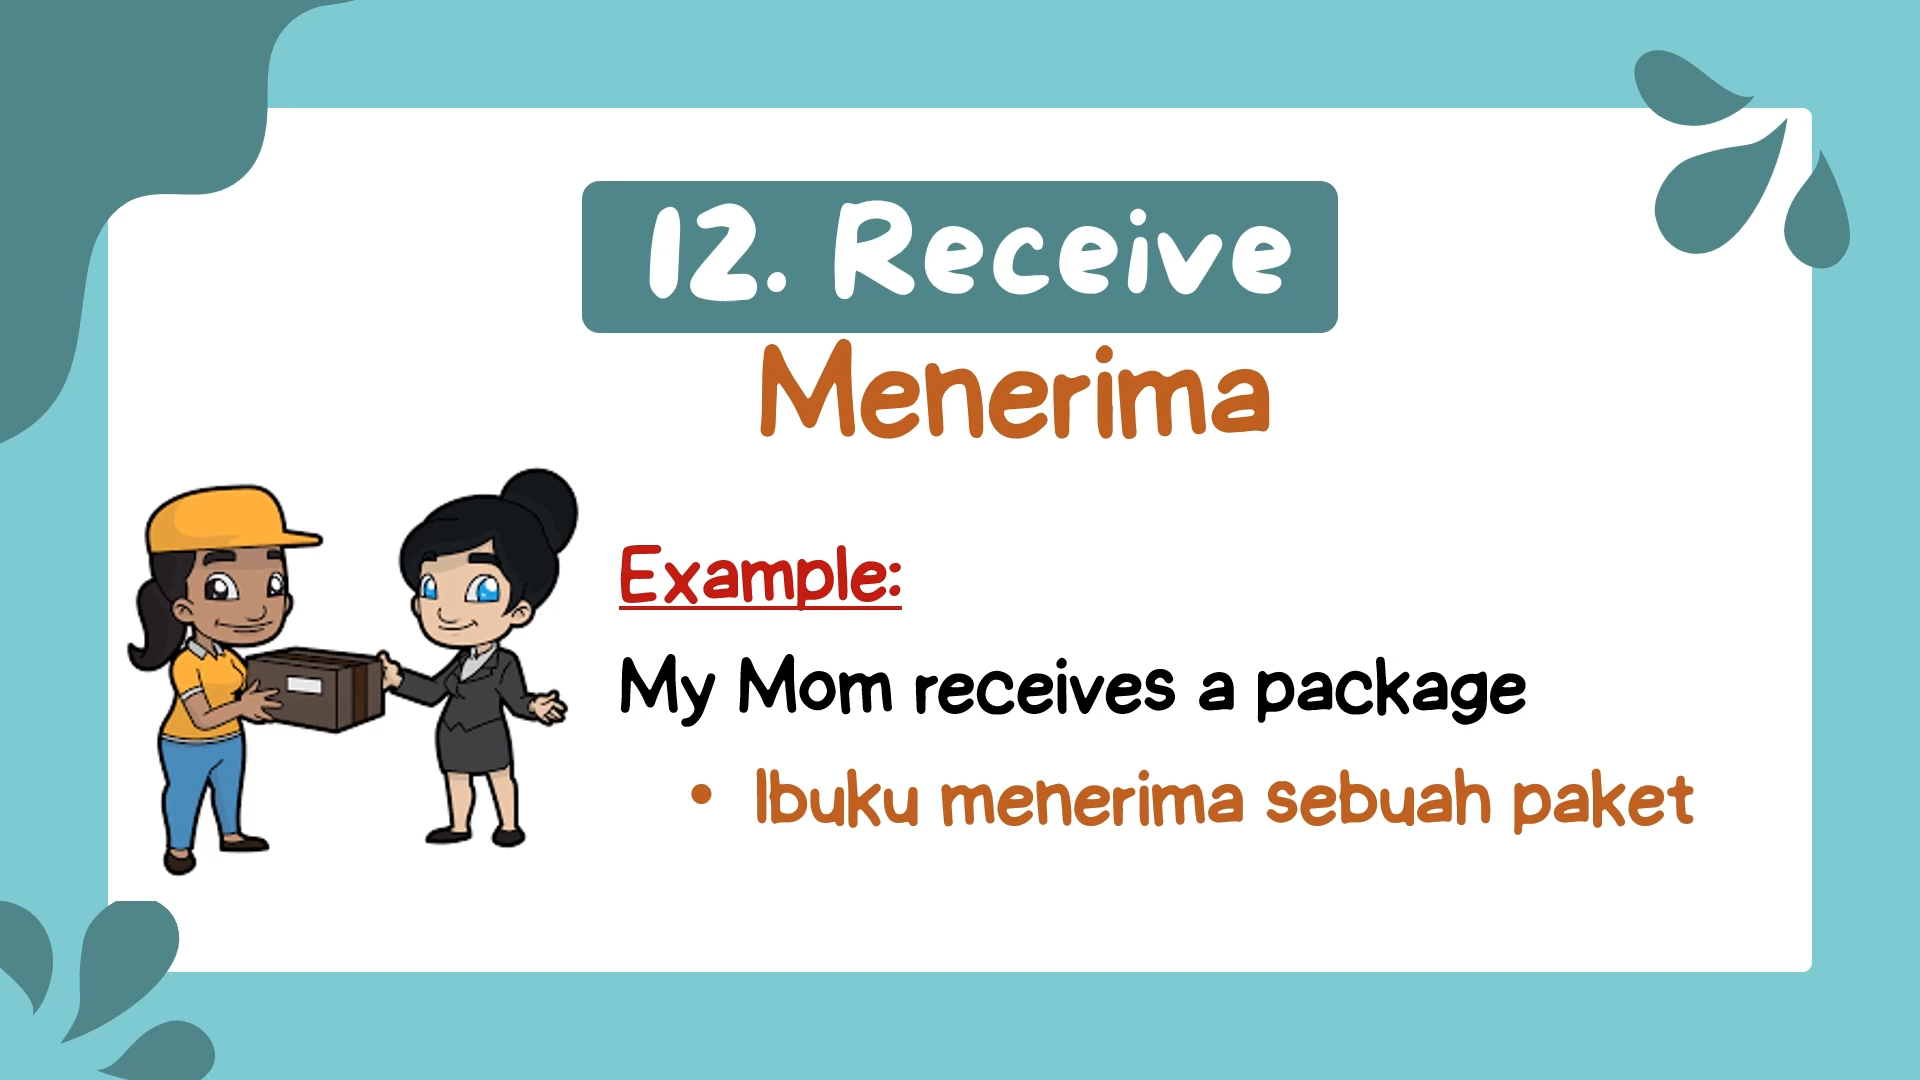 12. Receive
Menerima
Example:
My Mom receives a package
• Ibuku menerima sebuah paket